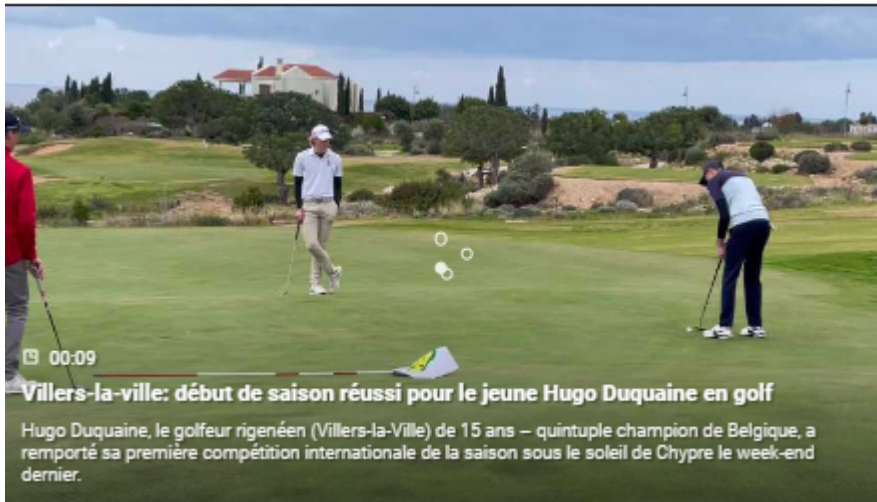 00:09
Villers-la-ville: début de saison réussi pour le jeune Hugo Duquaine en golf
Hugo Duquaine, le golfeur rigenéen (Villers-la-Ville) de 15 ans – quintuple champion de Belgique, a
remporté sa première compétition internationale de la saison sous le soleil de Chypre le week-end
dernier.